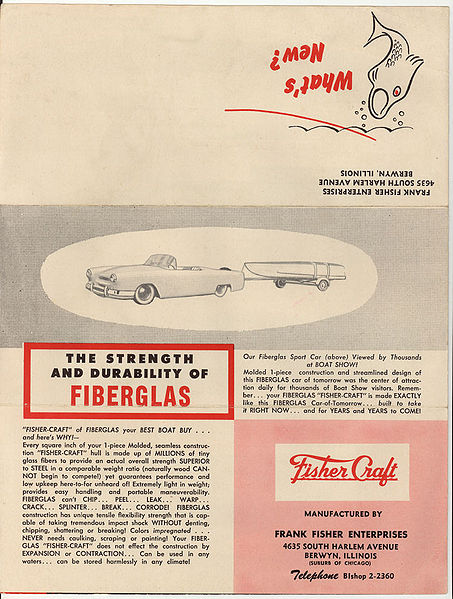 What's
New?
FRANK FISHER ENTERPRISES
4635 SOUTH HARLEM AVENUE
BERWYN, ILLINOIS
THE STRENGTH
AND DURABILITY OF
FIBERGLAS
"FISHER-CRAFT" of FIBERGLAS your BEST BOAT BUY . . .
and here's WHY!—
Every square inch of your 1-piece Molded, seamless construc-
tion "FISHER-CRAFT" hull is made up of MILLIONS of tiny
glass fibers to provide an actual overall strength SUPERIOR
to STEEL in a comparable weight ratio (naturally wood CAN-
NOT begin to compete!) yet guarantees performance and
low upkeep here-to-for unheard of! Extremely light in weight;
provides easy handling and portable maneuverability.
FIBERGLAS can't CHIP... PEEL... LEAK... WARP...
CRACK... SPLINTER... BREAK... CORRODE! FIBERGLAS
construction has unique tensile flexibility strength that is cap-
able of taking tremendous impact shock WITHOUT denting,
chipping, shattering or breaking! Colors impregnated . . .
NEVER needs caulking, scraping or painting! Your FIBER-
GLAS "FISHER-CRAFT" does not effect the construction by
EXPANSION or CONTRACTION... Can be used in any
waters... can be stored harmlessly in any climate!
Our Fiberglas Sport Car (above) Viewed by Thousands
at BOAT SHOW!
Molded 1-piece construction and streamlined design of
this FIBERGLAS car of tomorrow was the center of attrac-
tion daily for thousands of Boat Show visitors. Remem-
ber... your FIBERGLAS "FISHER-CRAFT" is made EXACTLY
like this FIBERGLAS Car-of-Tomorrow... built to take
it RIGHT NOW... and for YEARS and YEARS to COME!
Fisher Craft
MANUFACTURED BY
FRANK FISHER ENTERPRISES
4635 SOUTH HARLEM AVENUE
BERWYN, ILLINOIS
(SUBURB OF CHICAGO)
Telephone BIshop 2-2360